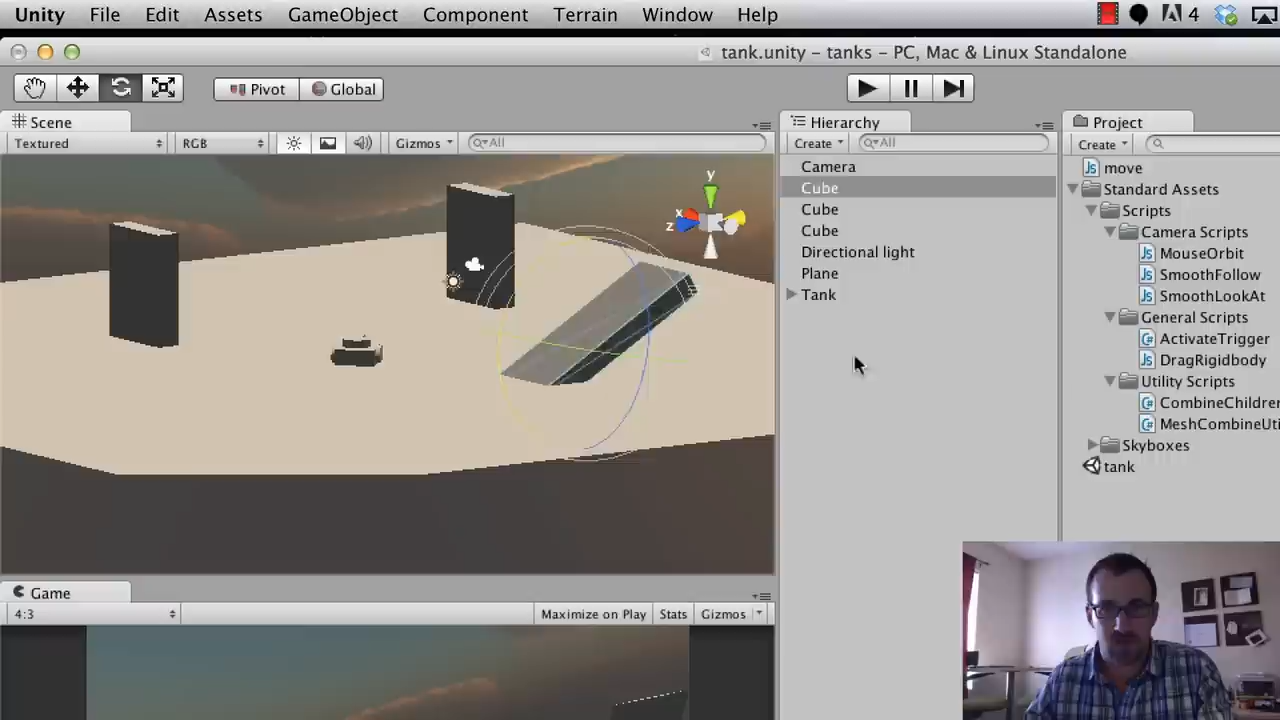 Unity File Edit Assets GameObject Component Terrain Window Help 4
tank.unity – tanks – PC, Mac & Linux Standalone
Pivot Global
Scene
Textured RGB Gizmos All
y
x
z
Hierarchy
Create All
Camera
Cube
Cube
Cube
Directional light
Plane
Tank
Project
Create
move
Standard Assets
Scripts
Camera Scripts
MouseOrbit
SmoothFollow
SmoothLookAt
General Scripts
ActivateTrigger
DragRigidbody
Utility Scripts
CombineChildren
MeshCombineUti
Skyboxes
tank
Game
4:3 Maximize on Play Stats Gizmos